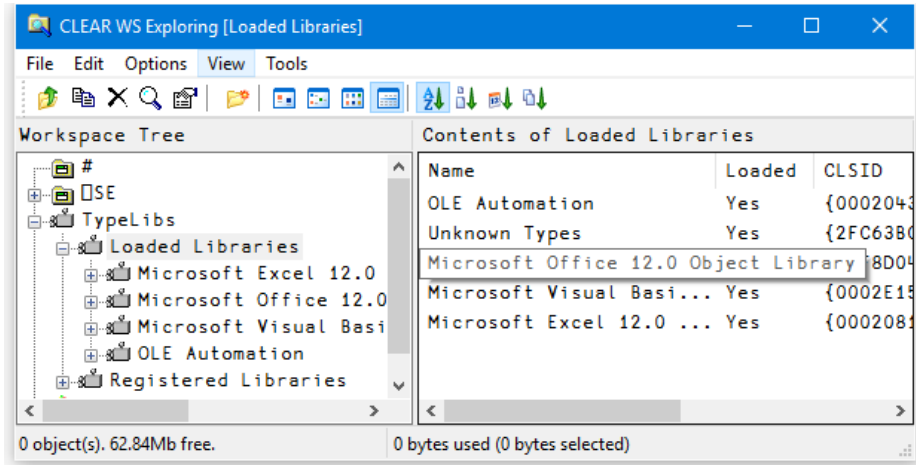 CLEAR WS Exploring [Loaded Libraries]
File Edit Options View Tools
Workspace Tree
Contents of Loaded Libraries
#
⎕SE
TypeLibs
Loaded Libraries
Microsoft Excel 12.0
Microsoft Office 12.0
Microsoft Visual Basi
OLE Automation
Registered Libraries
Name Loaded CLSID
OLE Automation Yes {0002043
Unknown Types Yes {2FC63BC
Microsoft Office 12.0 Object Library 8D04
Microsoft Visual Basi... Yes {0002E15
Microsoft Excel 12.0 ... Yes {0002081
0 object(s). 62.84Mb free.
0 bytes used (0 bytes selected)